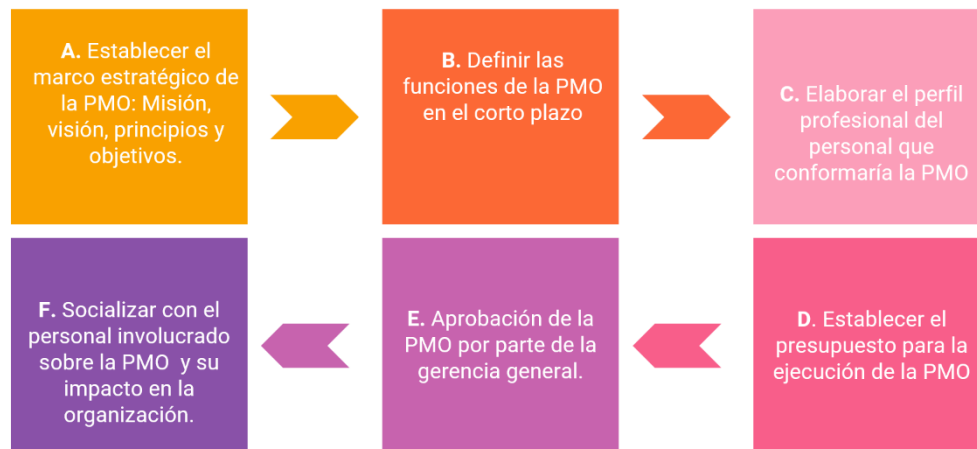 A. Establecer el
marco estratégico de
la PMO: Misión,
visión, principios y
objetivos.
B. Definir las
funciones de la PMO
en el corto plazo
C. Elaborar el perfil
profesional del
personal que
conformaría la PMO
D. Establecer el
presupuesto para la
ejecución de la PMO
E. Aprobación de la
PMO por parte de la
gerencia general.
F. Socializar con el
personal involucrado
sobre la PMO y su
impacto en la
organización.